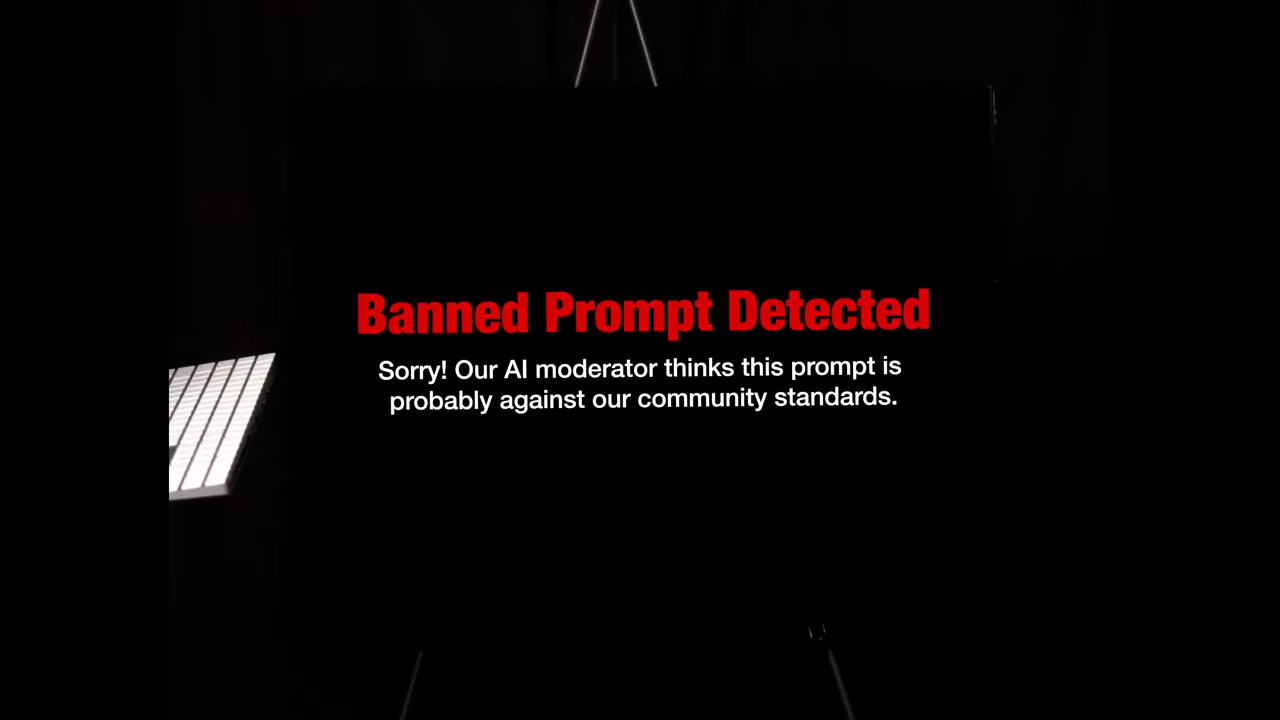 Banned Prompt Detected
Sorry! Our AI moderator thinks this prompt is
probably against our community standards.